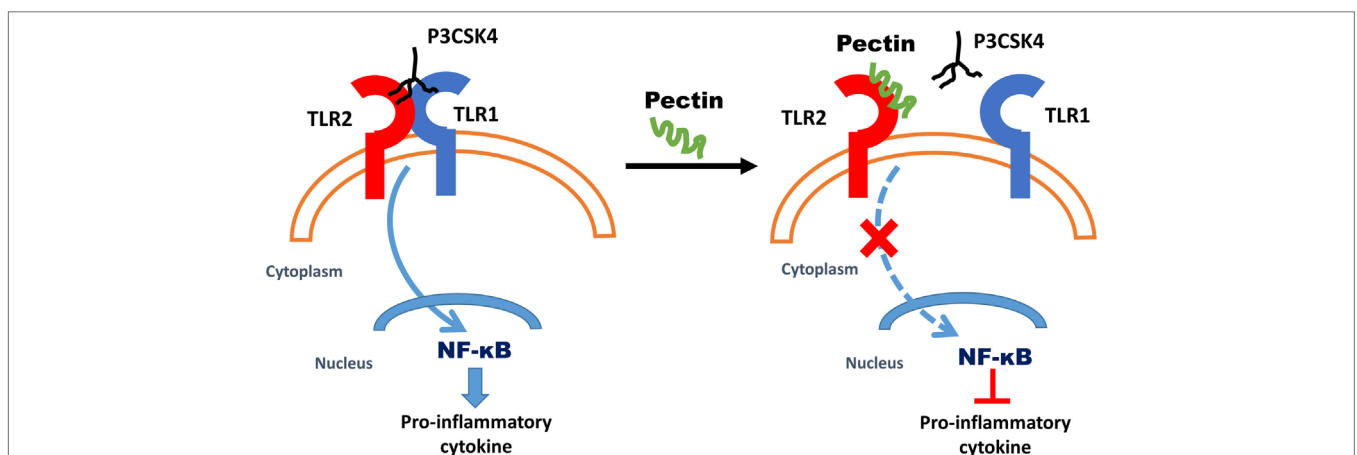 P3CSK4
TLR2
TLR1
Cytoplasm
Nucleus
NF-κB
Pro-inflammatory
cytokine
Pectin
Pectin
P3CSK4
TLR2
TLR1
Cytoplasm
Nucleus
NF-κB
Pro-inflammatory
cytokine